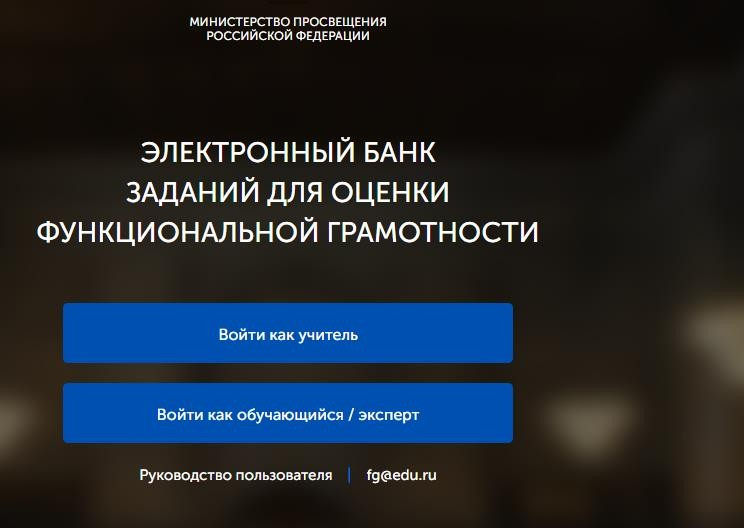 МИНИСТЕРСТВО ПРОСВЕЩЕНИЯ
РОССИЙСКОЙ ФЕДЕРАЦИИ
ЭЛЕКТРОННЫЙ БАНК
ЗАДАНИЙ ДЛЯ ОЦЕНКИ
ФУНКЦИОНАЛЬНОЙ ГРАМОТНОСТИ
Войти как учитель
Войти как обучающийся / эксперт
Руководство пользователя | fg@edu.ru